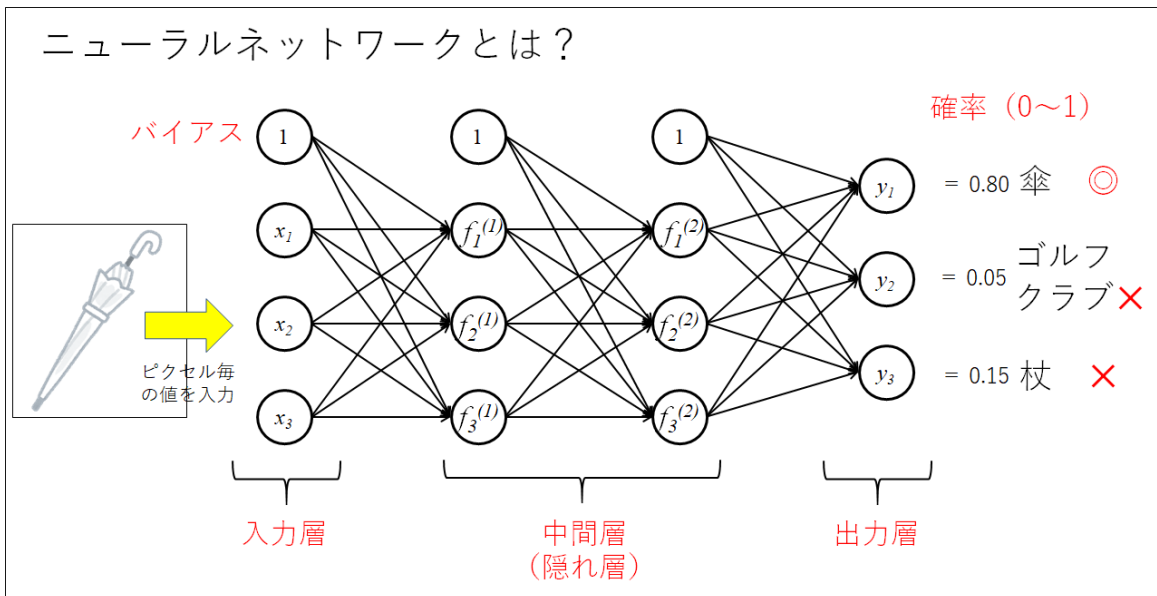 ニューラルネットワークとは？
確率（0～1）
バイアス
1
1
1
y1
= 0.80 傘 ◎
x1
f1(1)
f1(2)
y2
= 0.05 ゴルフ
クラブ×
x2
f2(1)
f2(2)
ピクセル毎
の値を入力
y3
= 0.15 杖 ×
x3
f3(1)
f3(2)
入力層
中間層
（隠れ層）
出力層